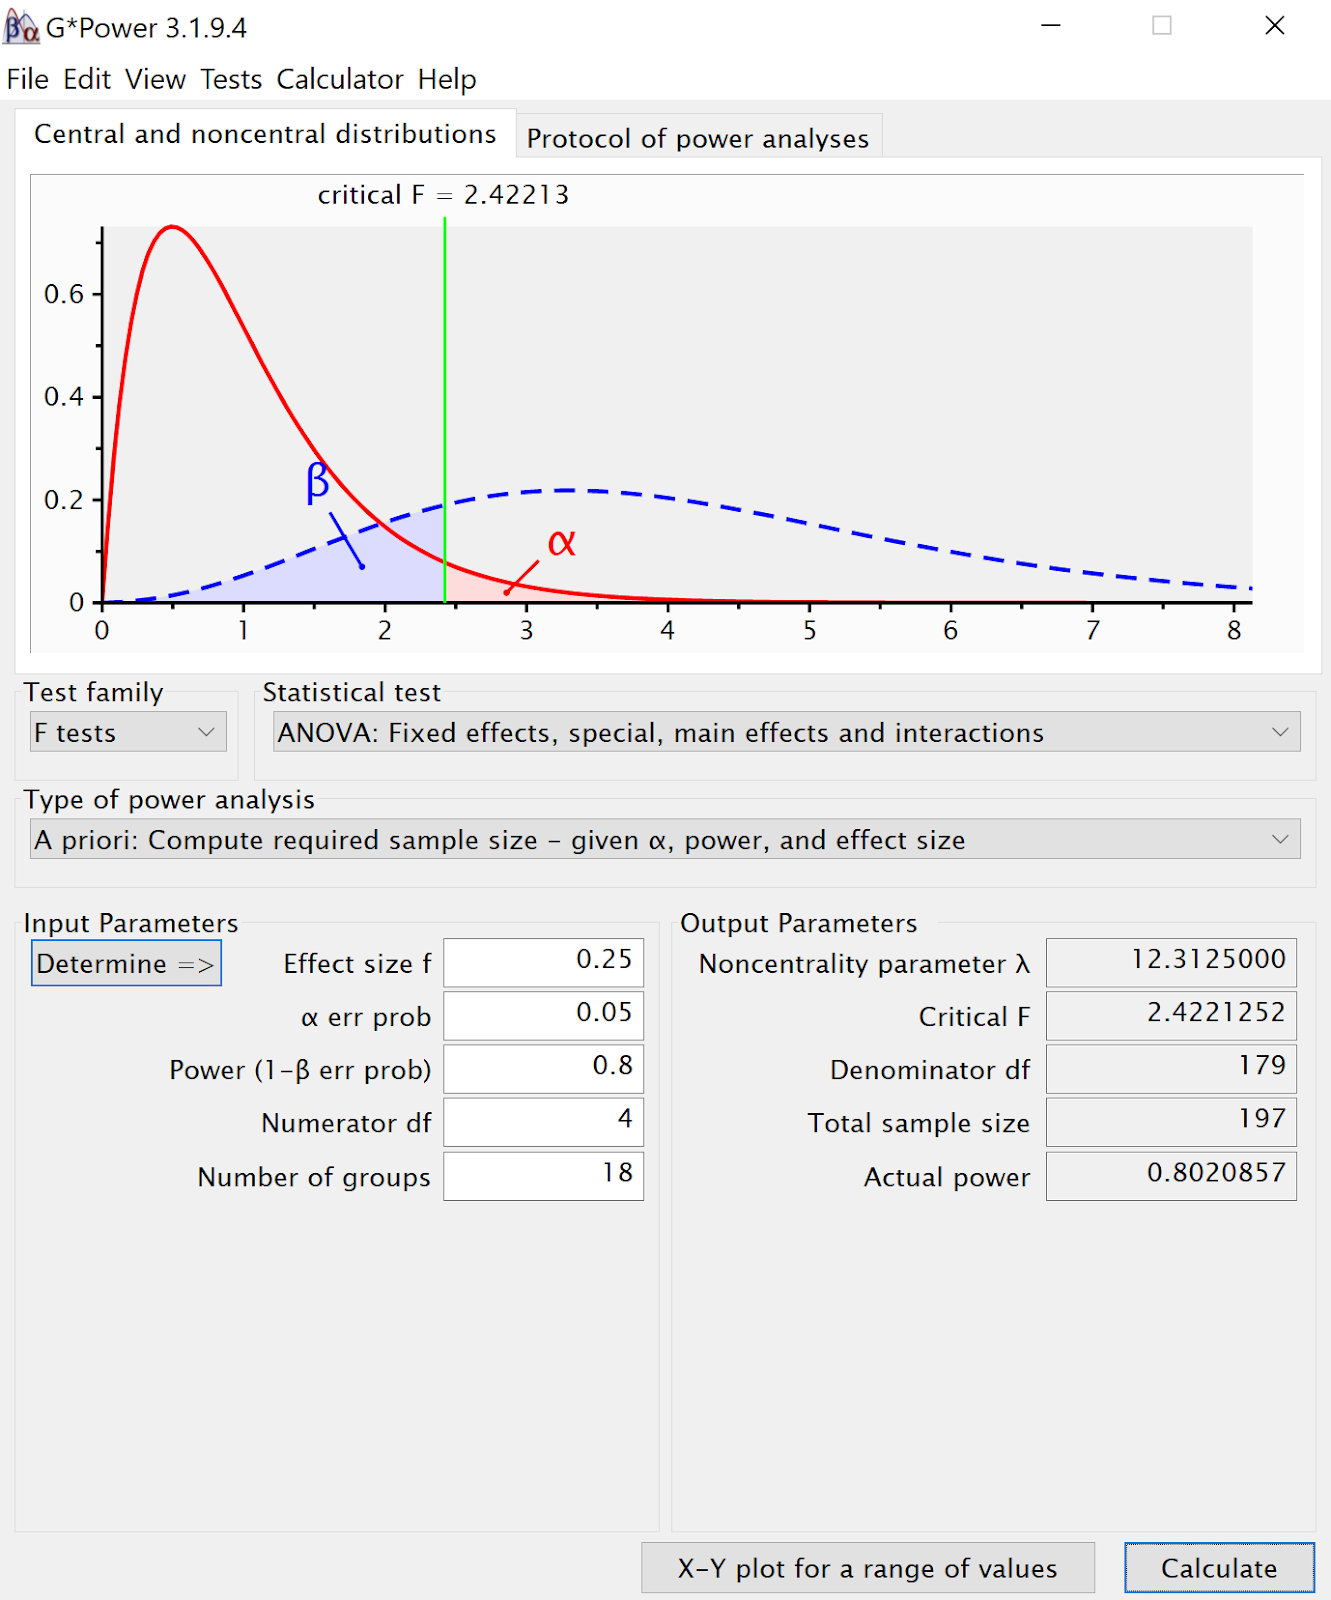 G*Power 3.1.9.4
File Edit View Tests Calculator Help
Central and noncentral distributions
Protocol of power analyses
critical F = 2.42213
0.6
0.4
0.2
0
β
α
0 1 2 3 4 5 6 7 8
Test family
Statistical test
F tests
ANOVA: Fixed effects, special, main effects and interactions
Type of power analysis
A priori: Compute required sample size – given α, power, and effect size
Input Parameters
Determine =>
Effect size f 0.25
α err prob 0.05
Power (1–β err prob) 0.8
Numerator df 4
Number of groups 18
Output Parameters
Noncentrality parameter λ 12.3125000
Critical F 2.4221252
Denominator df 179
Total sample size 197
Actual power 0.8020857
X–Y plot for a range of values
Calculate